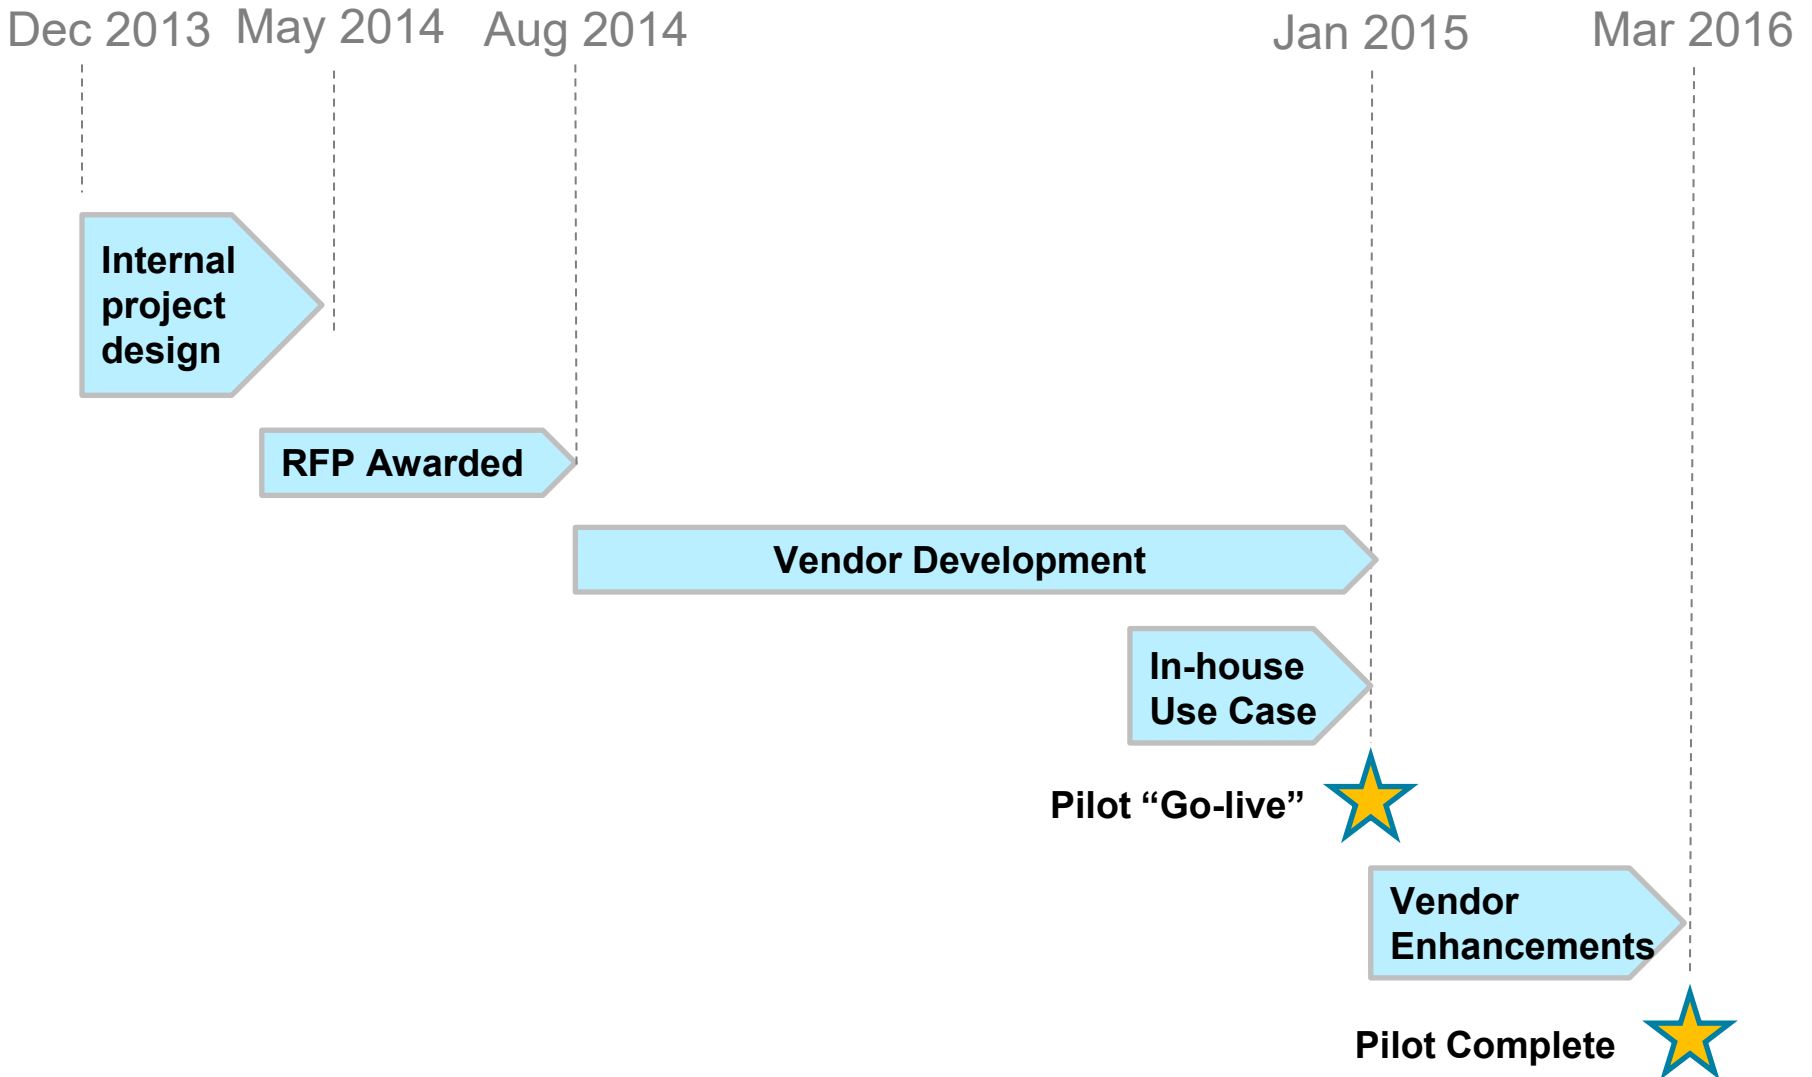 Dec 2013
May 2014
Aug 2014
Jan 2015
Mar 2016
Internal
project
design
RFP Awarded
Vendor Development
In-house
Use Case
Pilot “Go-live”
Vendor
Enhancements
Pilot Complete